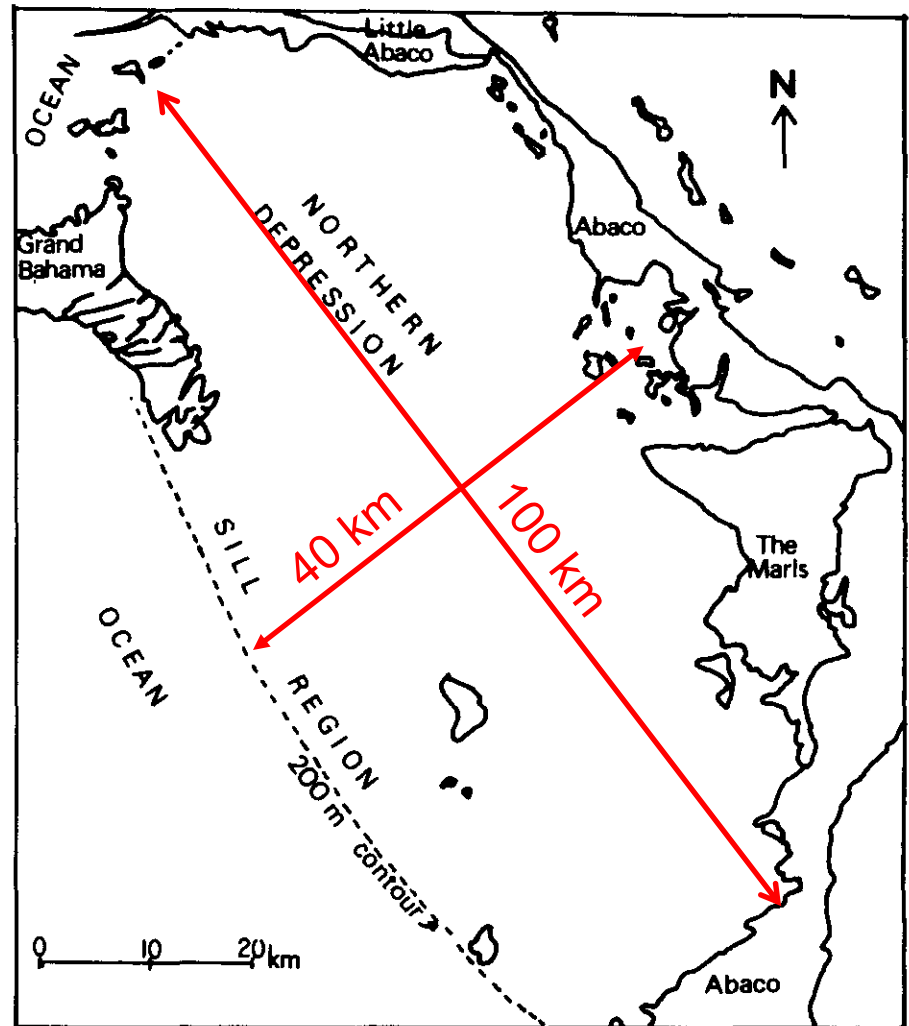 Little
Abaco
OCEAN
N
NORTHERN
DEPRESSION
Abaco
Grand
Bahama
40 km
100 km
SILL
REGION
The
Marls
OCEAN
200 m contour
0 10 20 km
Abaco